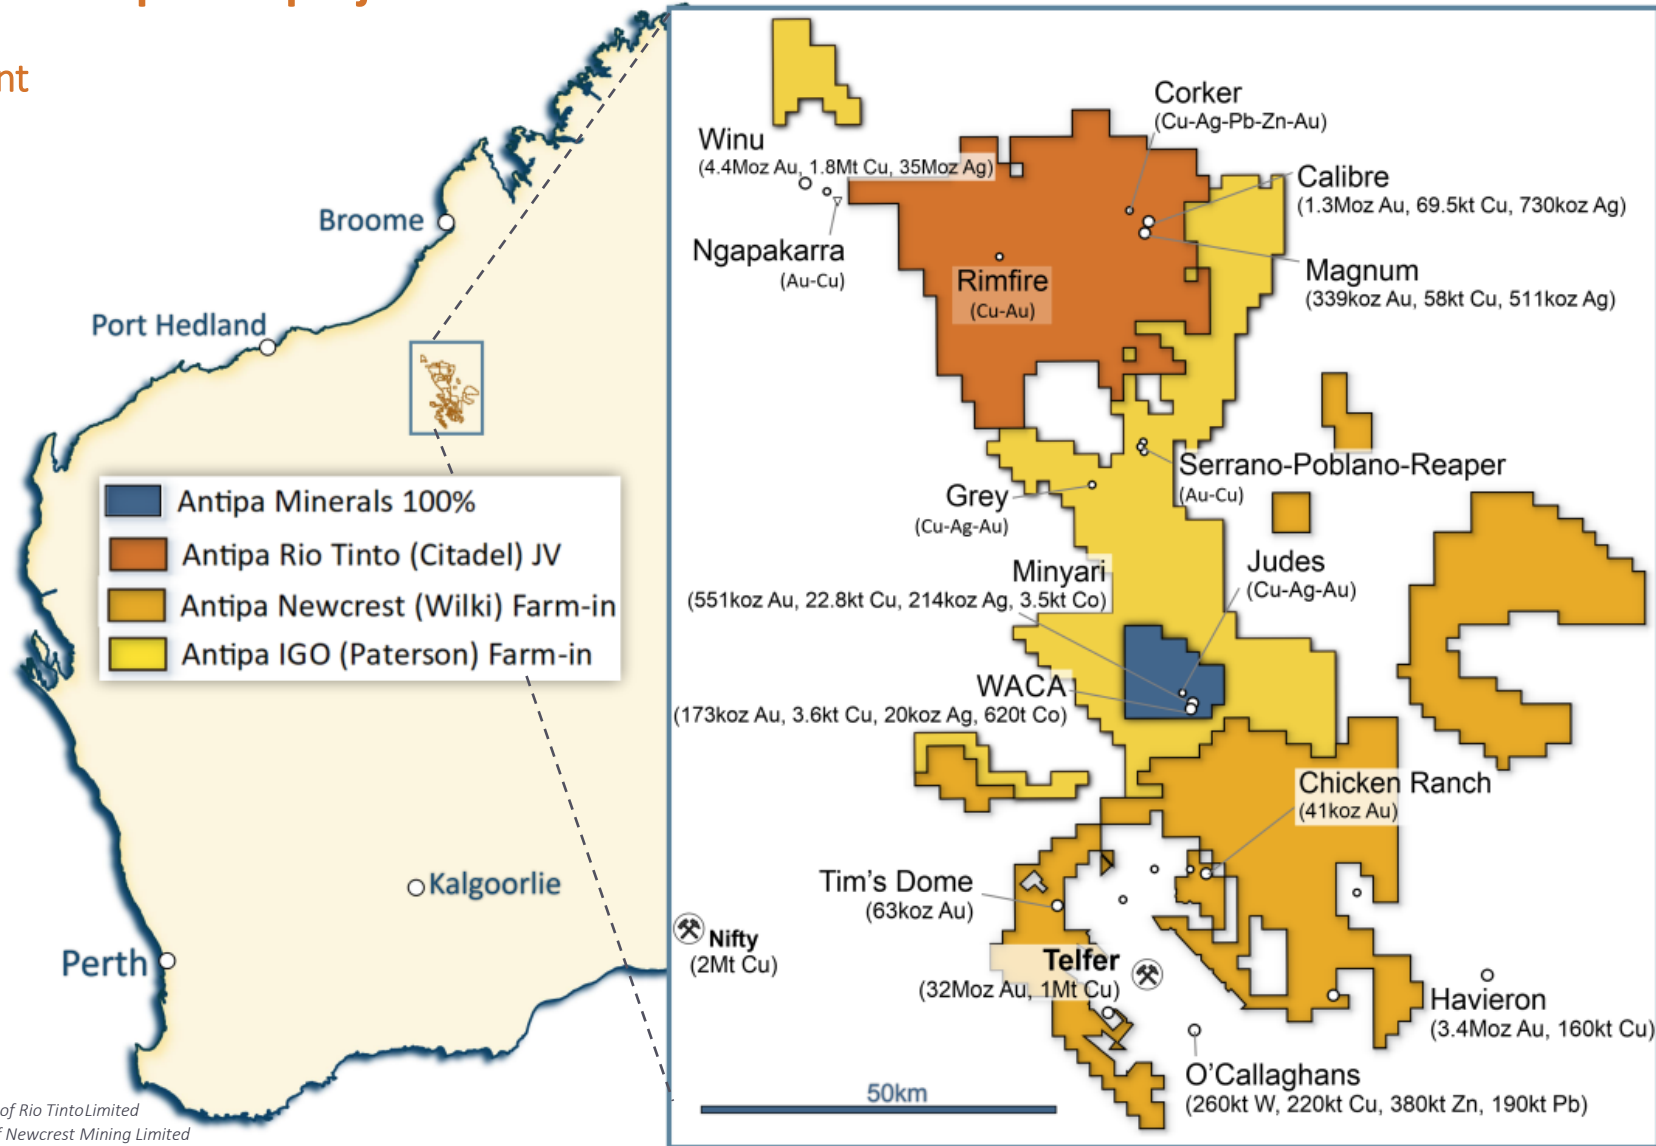 nt
Broome
Port Hedland
Antipa Minerals 100%
Antipa Rio Tinto (Citadel) JV
Antipa Newcrest (Wilki) Farm-in
Antipa IGO (Paterson) Farm-in
Kalgoorlie
Perth
of Rio Tinto Limited
f Newcrest Mining Limited
Corker
(Cu-Ag-Pb-Zn-Au)
Winu
(4.4Moz Au, 1.8Mt Cu, 35Moz Ag)
Calibre
(1.3Moz Au, 69.5kt Cu, 730koz Ag)
Ngapakarra
(Au-Cu)
Magnum
(339koz Au, 58kt Cu, 511koz Ag)
Rimfire
(Cu-Au)
Serrano-Poblano-Reaper
(Au-Cu)
Grey
(Cu-Ag-Au)
Judes
(Cu-Ag-Au)
Minyari
(551koz Au, 22.8kt Cu, 214koz Ag, 3.5kt Co)
WACA
(173koz Au, 3.6kt Cu, 20koz Ag, 620t Co)
Chicken Ranch
(41koz Au)
Tim's Dome
(63koz Au)
Nifty
(2Mt Cu)
Telfer
(32Moz Au, 1Mt Cu)
Havieron
(3.4Moz Au, 160kt Cu)
O'Callaghans
(260kt W, 220kt Cu, 380kt Zn, 190kt Pb)
50km